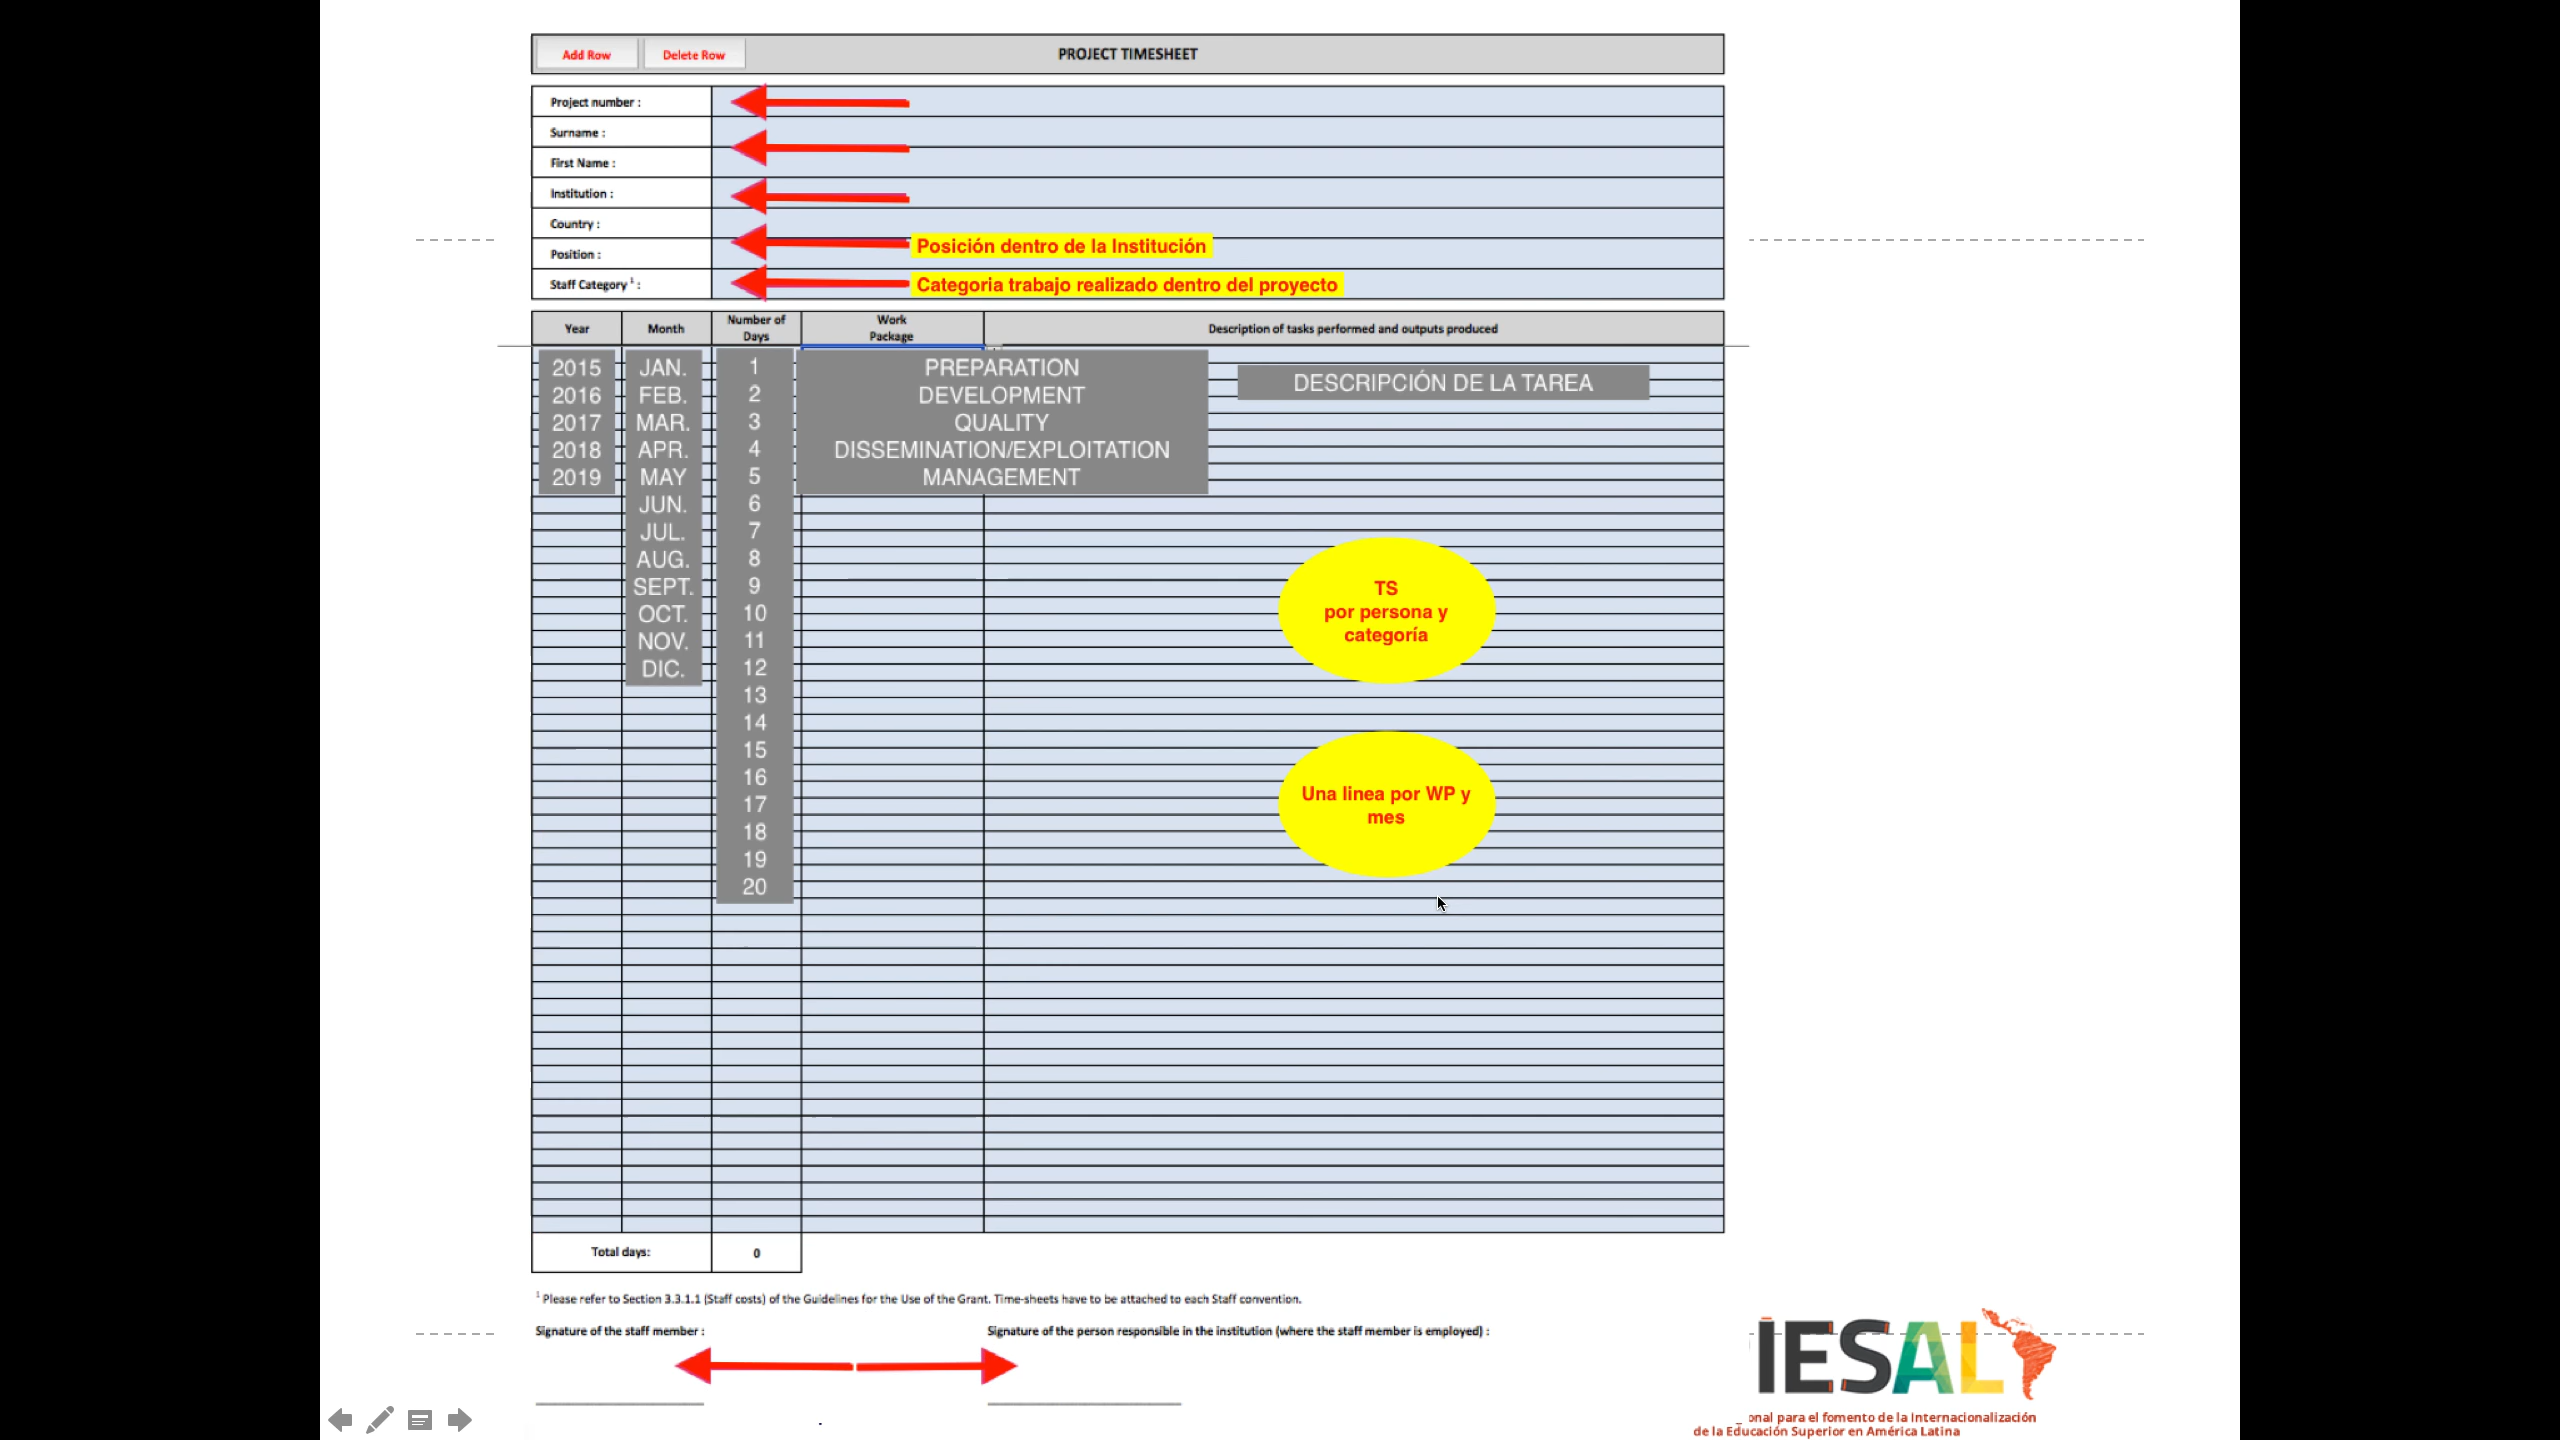 Add Row
Delete Row
PROJECT TIMESHEET
Project number :
Surname :
First Name :
Institution :
Country :
Position :
Posición dentro de la Institución
Staff Category 1 :
Categoria trabajo realizado dentro del proyecto
Year
Month
Number of
Days
Work
Package
Description of tasks performed and outputs produced
2015
2016
2017
2018
2019
JAN.
FEB.
MAR.
APR.
MAY
JUN.
JUL.
AUG.
SEPT.
OCT.
NOV.
DIC.
1
2
3
4
5
6
7
8
9
10
11
12
13
14
15
16
17
18
19
20
PREPARATION
DEVELOPMENT
QUALITY
DISSEMINATION/EXPLOITATION
MANAGEMENT
DESCRIPCIÓN DE LA TAREA
TS
por persona y
categoría
Una linea por WP y
mes
Total days:
0
1 Please refer to Section 3.3.1.1 (Staff costs) of the Guidelines for the Use of the Grant. Time-sheets have to be attached to each Staff convention.
Signature of the staff member :
Signature of the person responsible in the institution (where the staff member is employed) :
IESAL
para el fomento de la Internacionalización
de la Educación Superior en América Latina